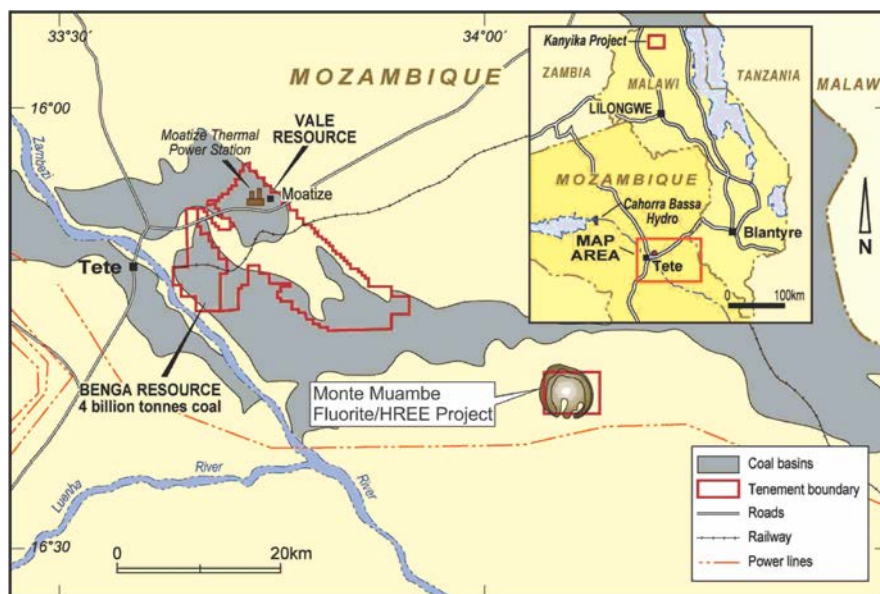 33°30′
34°00′
MOZAMBIQUE
MALAWI
16°00′
Zambezi
VALE
RESOURCE
Moatize Thermal
Power Station
Moatize
Tete
BENGA RESOURCE
4 billion tonnes coal
Monte Muambe
Fluorite/HREE Project
River
Luenha
River
16°30′
0
20km
Kanyika Project
ZAMBIA
MALAWI
TANZANIA
LILONGWE
MOZAMBIQUE
Cahorra Bassa
Hydro
Blantyre
MAP
AREA
Tete
0
100km
N
Coal basins
Tenement boundary
Roads
Railway
Power lines